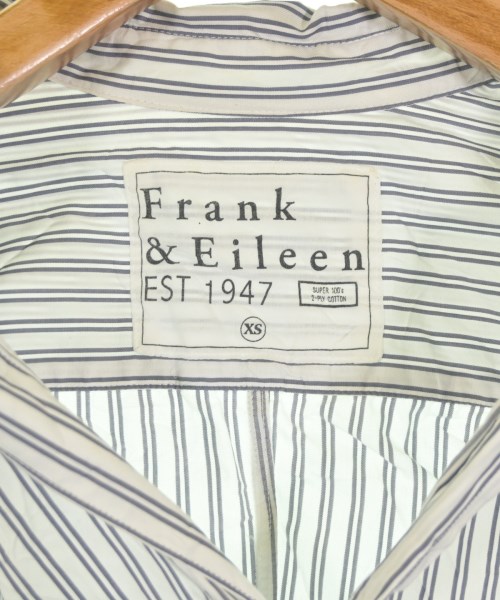 Frank
& Eileen
EST 1947
SUPER 100's
2-PLY COTTON
XS